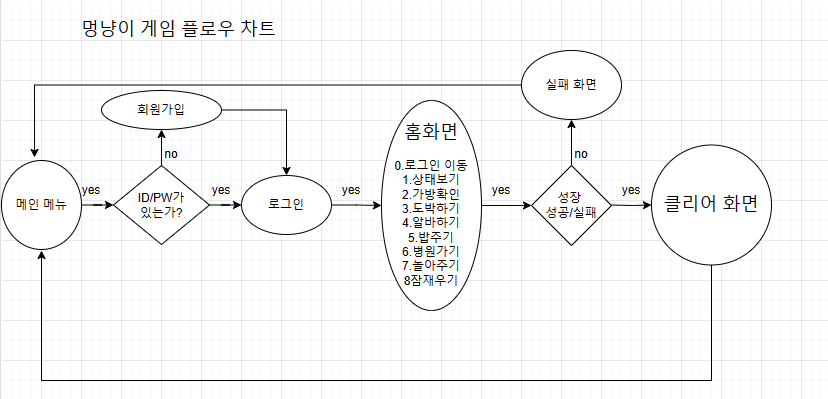 멍냥이 게임 플로우 차트
실패 화면
회원가입
no
no
홈화면
0.로그인 이동
1.상태보기
2.가방확인
3.도박하기
4.알바하기
5.밥주기
6.병원가기
7.놀아주기
8잠재우기
메인 메뉴
yes
ID/PW가
있는가?
yes
로그인
yes
yes
성장
성공/실패
yes
클리어 화면